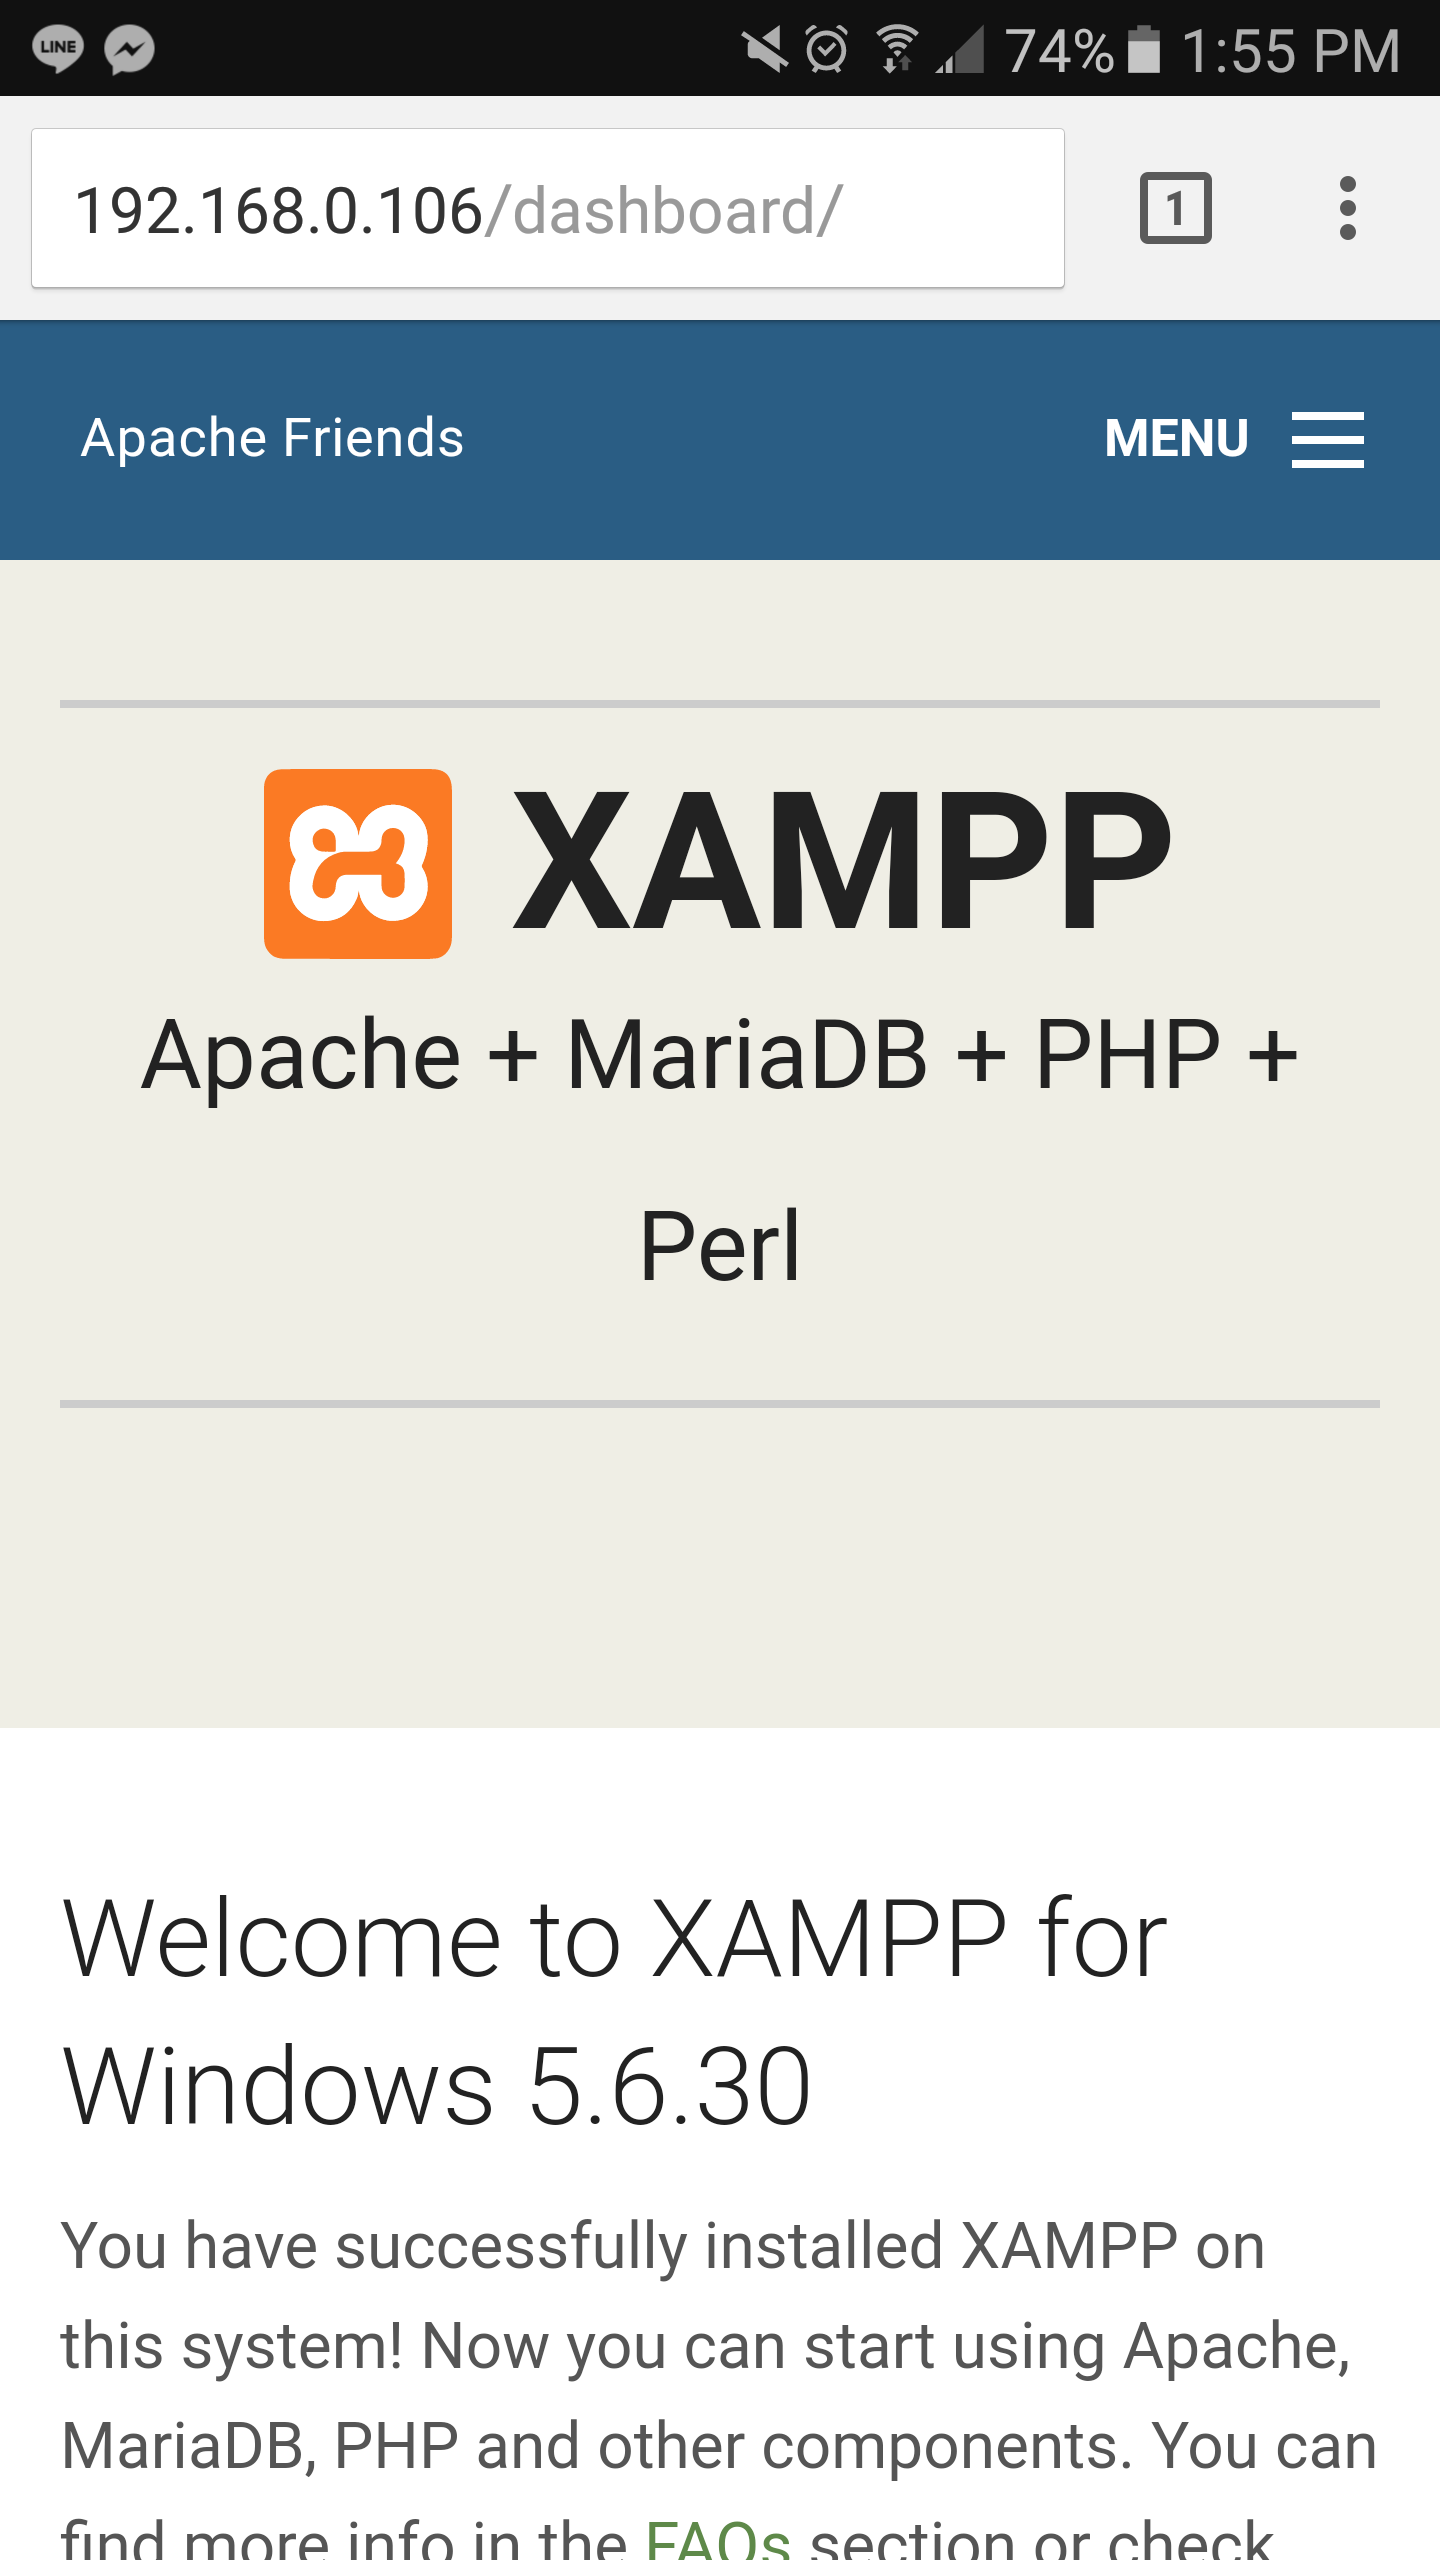 LINE 74% 1:55 PM
192.168.0.106/dashboard/ 1
Apache Friends MENU
XAMPP
Apache + MariaDB + PHP +
Perl
Welcome to XAMPP for
Windows 5.6.30
You have successfully installed XAMPP on
this system! Now you can start using Apache,
MariaDB, PHP and other components. You can
find more info in the FAQs section or check